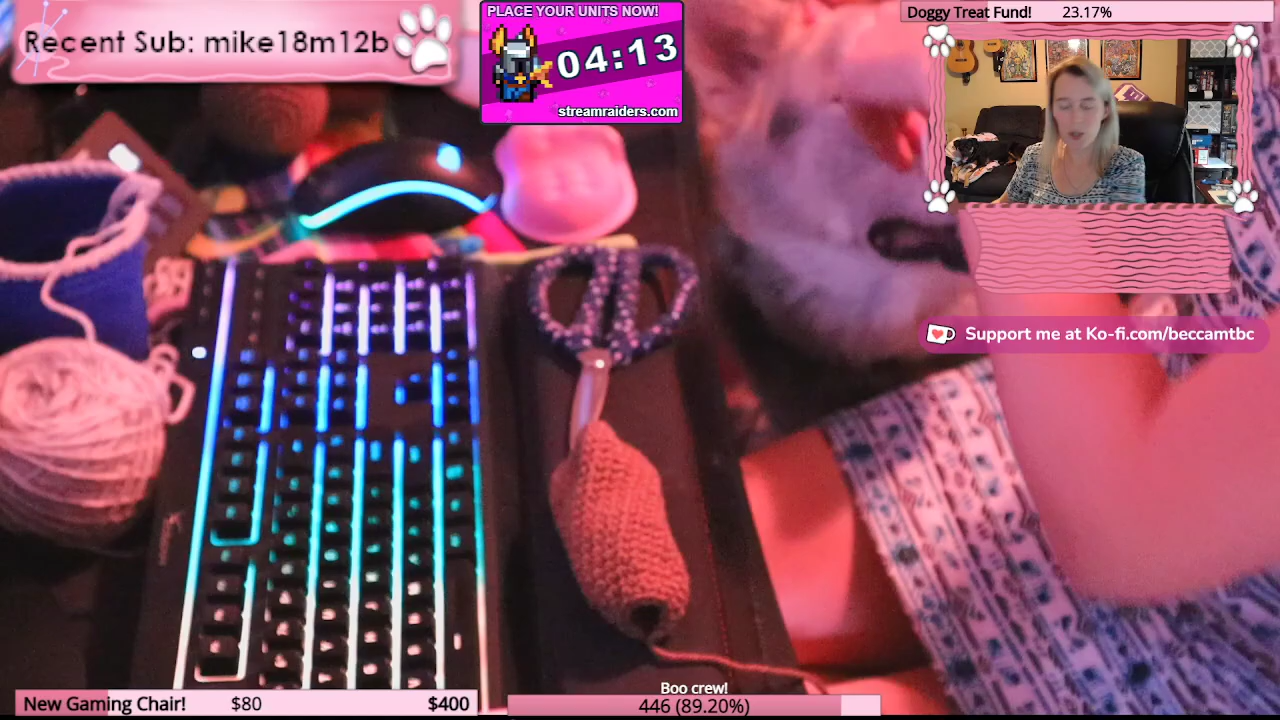 Recent Sub: mike18m12b
PLACE YOUR UNITS NOW!
04:13
streamraiders.com
Doggy Treat Fund! 23.17%
Support me at Ko-fi.com/beccamtbc
New Gaming Chair! $80 $400
Boo crew!
446 (89.20%)